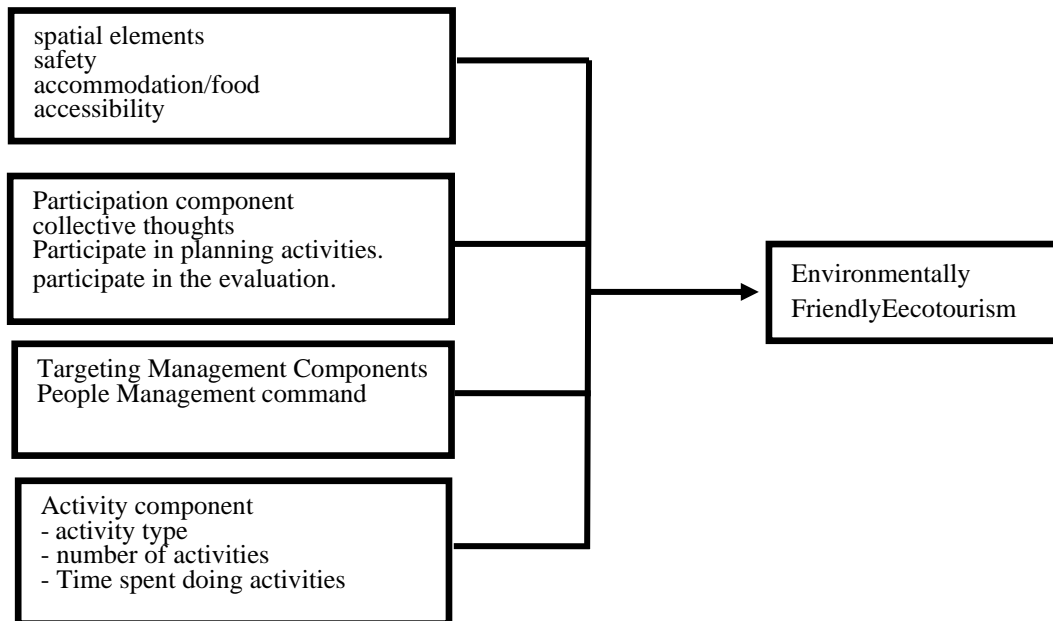 spatial elements
safety
accommodation/food
accessibility
Participation component
collective thoughts
Participate in planning activities.
participate in the evaluation.
Targeting Management Components
People Management command
Activity component
- activity type
- number of activities
- Time spent doing activities
Environmentally
FriendlyEecotourism